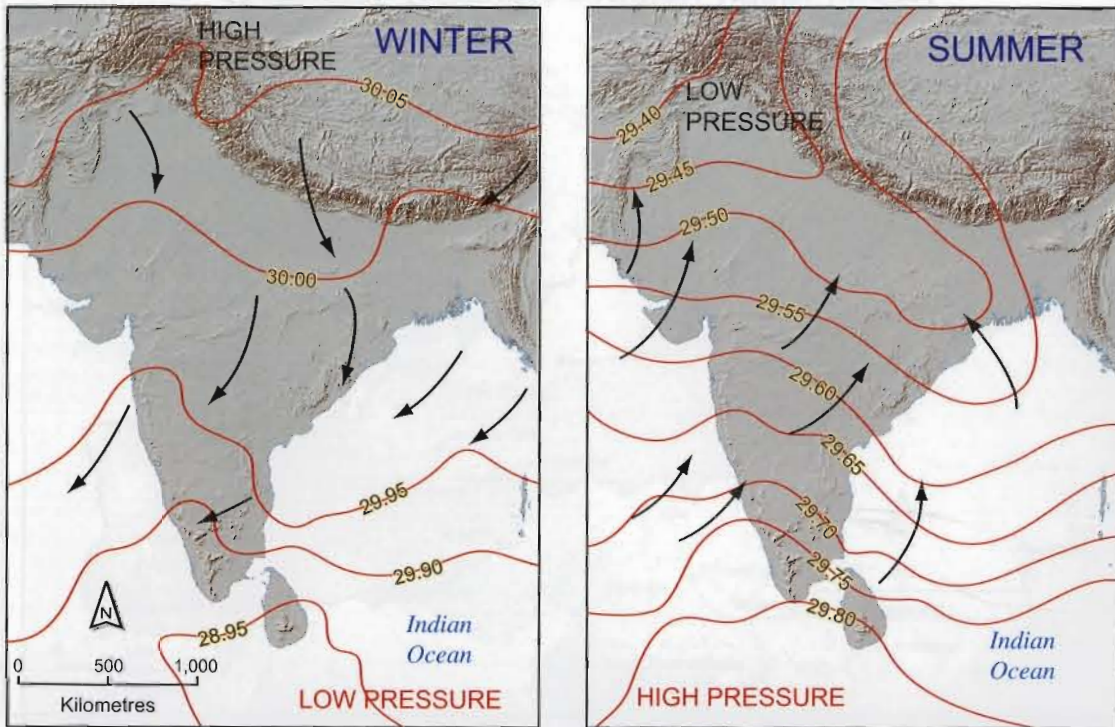 HIGH
PRESSURE
WINTER
30.05
30.00
29.95
29.90
28.95
N
0 500 1,000
Kilometres
Indian
Ocean
LOW PRESSURE
SUMMER
LOW
PRESSURE
29.40
29.45
29.50
29.55
29.60
29.65
29.70
29.75
29.80
Indian
Ocean
HIGH PRESSURE